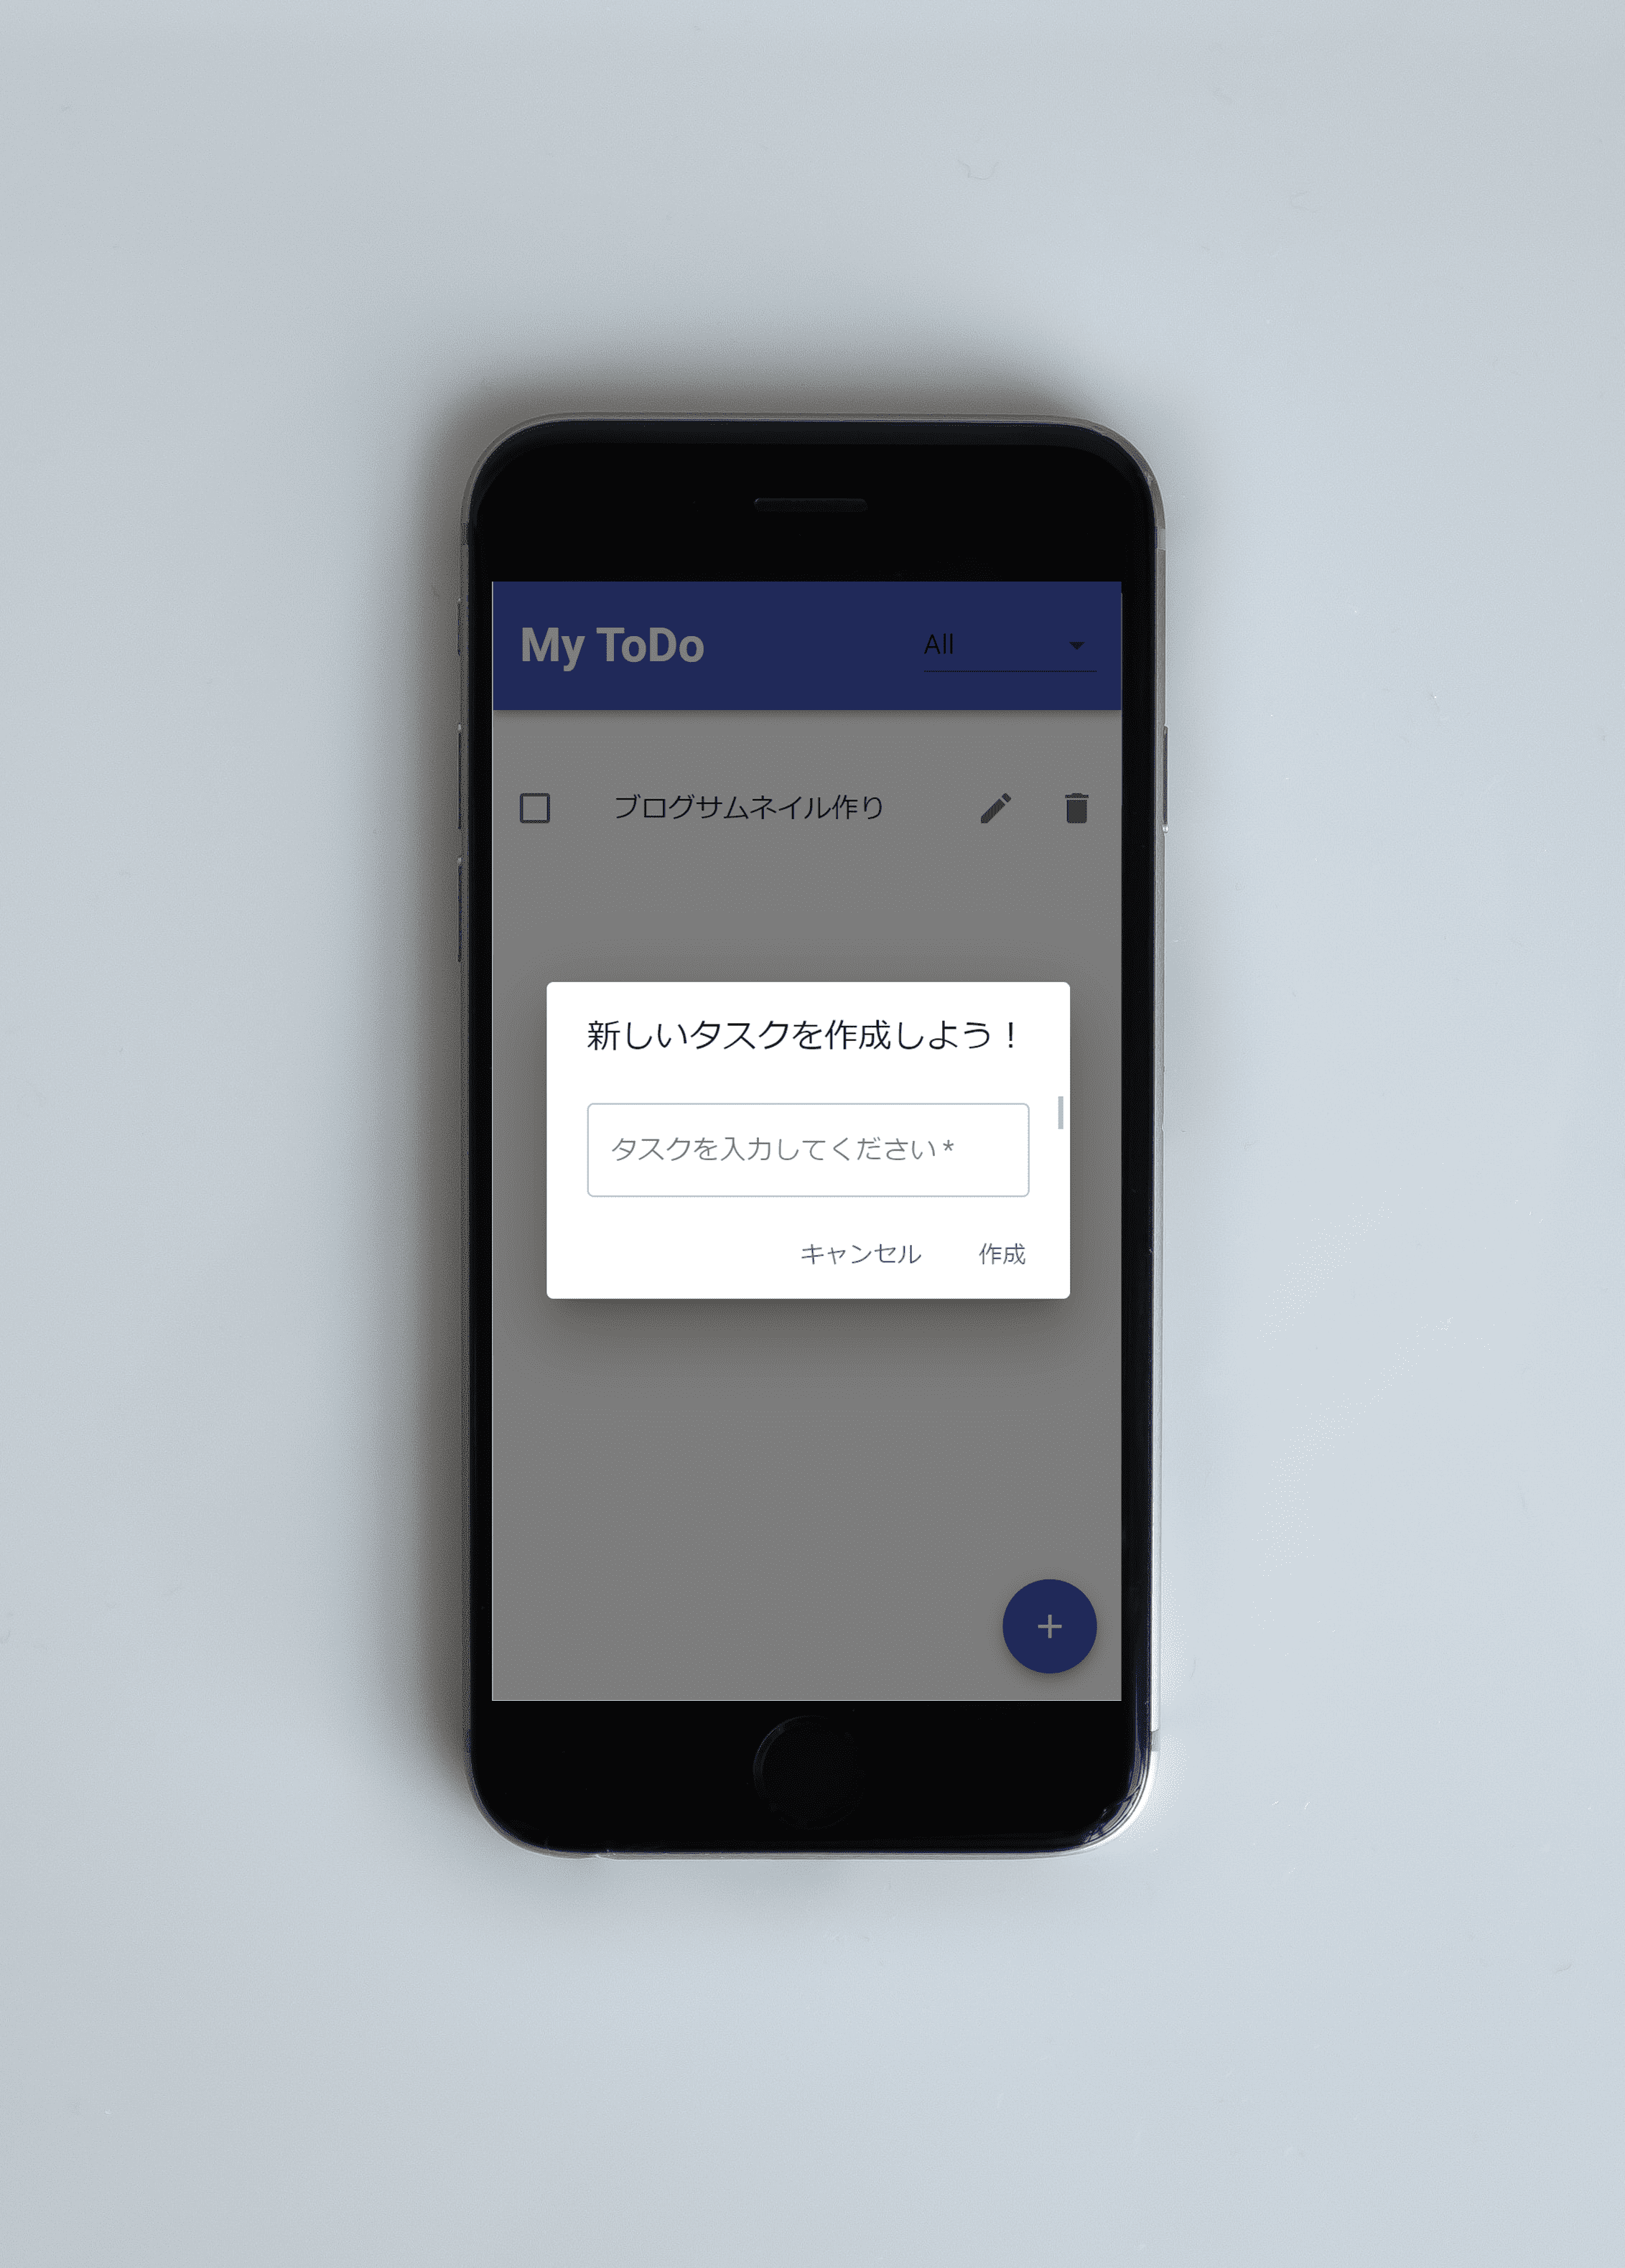 My ToDo
All
ブログサムネイル作り
新しいタスクを作成しよう！
タスクを入力してください*
キャンセル 作成
+